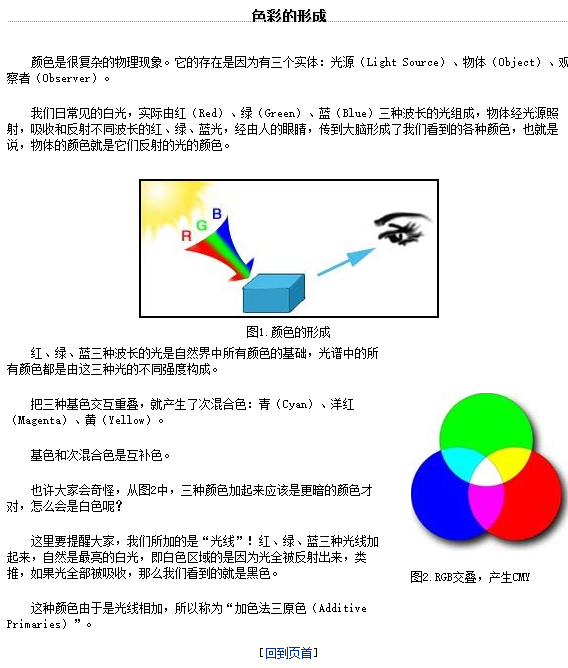 色彩的形成
颜色是很复杂的物理现象。它的存在是因为有三个实体：光源（Light Source）、物体（Object）、观
察者（Observer）。
我们日常见的白光，实际由红（Red）、绿（Green）、蓝（Blue）三种波长的光组成，物体经光源照
射，吸收和反射不同波长的红、绿、蓝光，经由人的眼睛，传到大脑形成了我们看到的各种颜色，也就是
说，物体的颜色就是它们反射的光的颜色。
R G B
图1.颜色的形成
红、绿、蓝三种波长的光是自然界中所有颜色的基础，光谱中的所
有颜色都是由这三种光的不同强度构成。
把三种基色交互重叠，就产生了次混合色：青（Cyan）、洋红
（Magenta）、黄（Yellow）。
基色和次混合色是互补色。
也许大家会奇怪，从图2中，三种颜色加起来应该是更暗的颜色才
对，怎么会是白色呢？
这里要提醒大家，我们所加的是“光线”！红、绿、蓝三种光线加
起来，自然是最亮的白光，即白色区域的是因为光全被反射出来，类
推，如果光全部被吸收，那么我们看到的就是黑色。
图2.RGB交叠，产生CMY
这种颜色由于是光线相加，所以称为“加色法三原色（Additive
Primaries）”。
[回到页首]